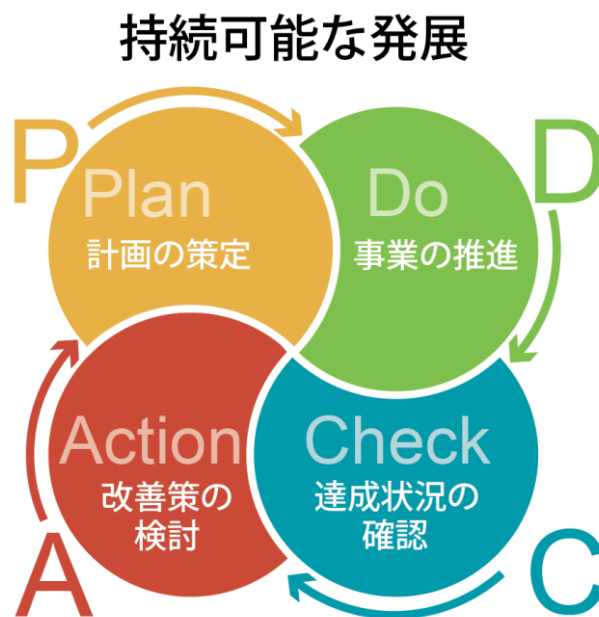 持続可能な発展
P
Plan
計画の策定
D
Do
事業の推進
C
Check
達成状況の
確認
A
Action
改善策の
検討